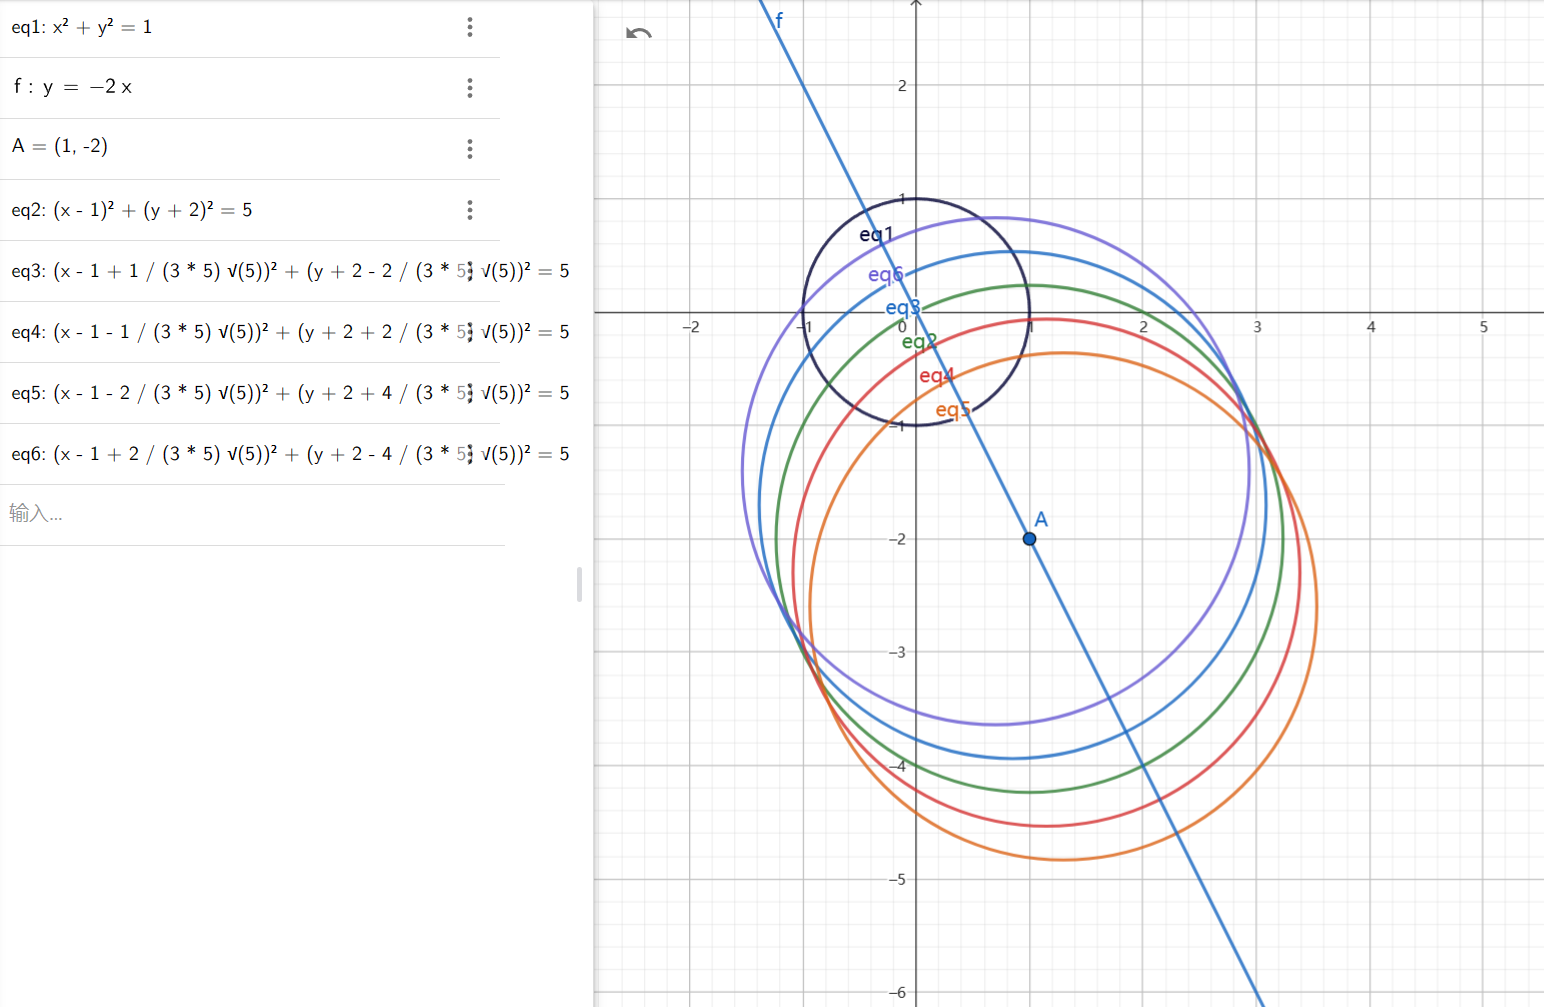 eq1: x² + y² = 1
f : y = −2 x
A = (1, -2)
eq2: (x - 1)² + (y + 2)² = 5
eq3: (x - 1 + 1 / (3 * 5) √(5))² + (y + 2 - 2 / (3 * 5) √(5))² = 5
eq4: (x - 1 - 1 / (3 * 5) √(5))² + (y + 2 + 2 / (3 * 5) √(5))² = 5
eq5: (x - 1 - 2 / (3 * 5) √(5))² + (y + 2 + 4 / (3 * 5) √(5))² = 5
eq6: (x - 1 + 2 / (3 * 5) √(5))² + (y + 2 - 4 / (3 * 5) √(5))² = 5
输入...
f
2
1
eq1
eq6
eq3
−2 −1 0 1 2 3 4 5
eq2
eq4
eq5
−1
A
−2
−3
−4
−5
−6